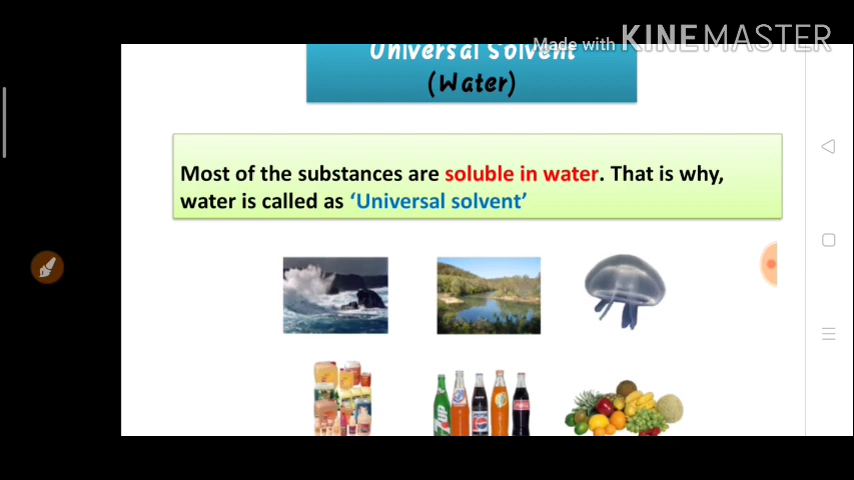 Made with KINEMASTER
Universal Solvent
(Water)
Most of the substances are soluble in water. That is why,
water is called as ‘Universal solvent’
7UP